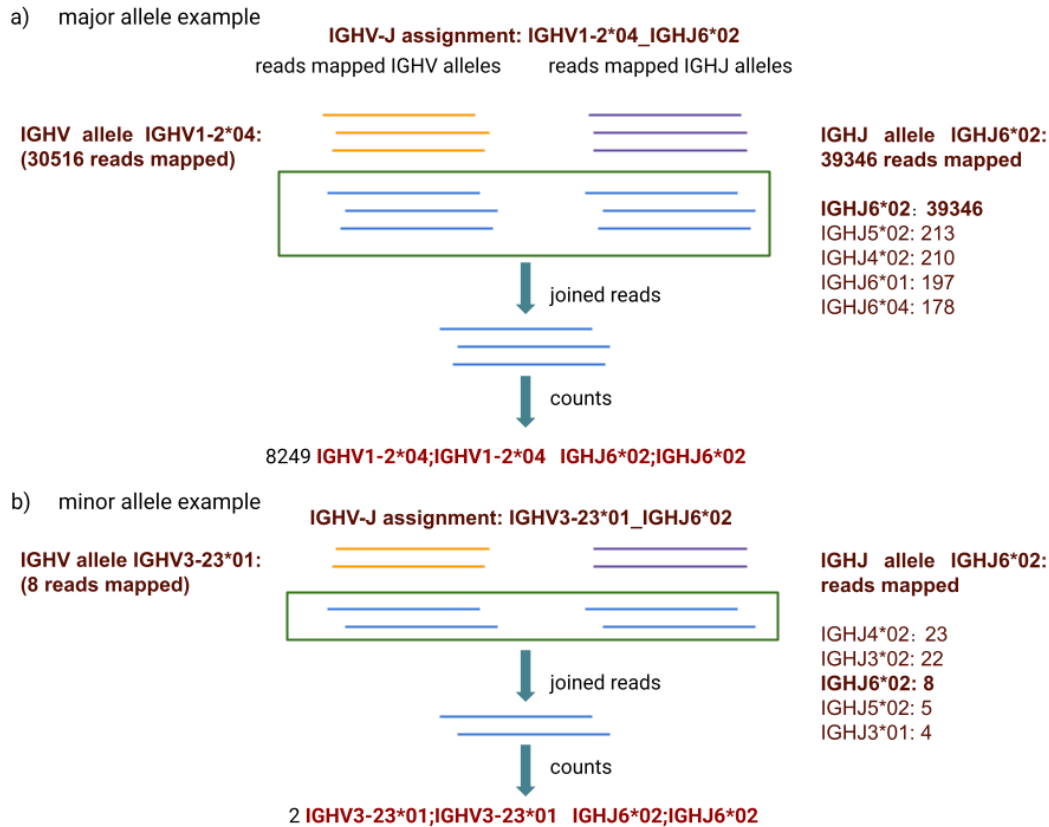 a) major allele example
IGHV-J assignment: IGHV1-2*04_IGHJ6*02
reads mapped IGHV alleles
reads mapped IGHJ alleles
IGHV allele IGHV1-2*04:
(30516 reads mapped)
IGHJ allele IGHJ6*02:
39346 reads mapped
IGHJ6*02: 39346
IGHJ5*02: 213
IGHJ4*02: 210
IGHJ6*01: 197
IGHJ6*04: 178
joined reads
counts
8249 IGHV1-2*04;IGHV1-2*04 IGHJ6*02;IGHJ6*02
b) minor allele example
IGHV-J assignment: IGHV3-23*01_IGHJ6*02
IGHV allele IGHV3-23*01:
(8 reads mapped)
IGHJ allele IGHJ6*02:
reads mapped
IGHJ4*02: 23
IGHJ3*02: 22
IGHJ6*02: 8
IGHJ5*02: 5
IGHJ3*01: 4
joined reads
counts
2 IGHV3-23*01;IGHV3-23*01 IGHJ6*02;IGHJ6*02